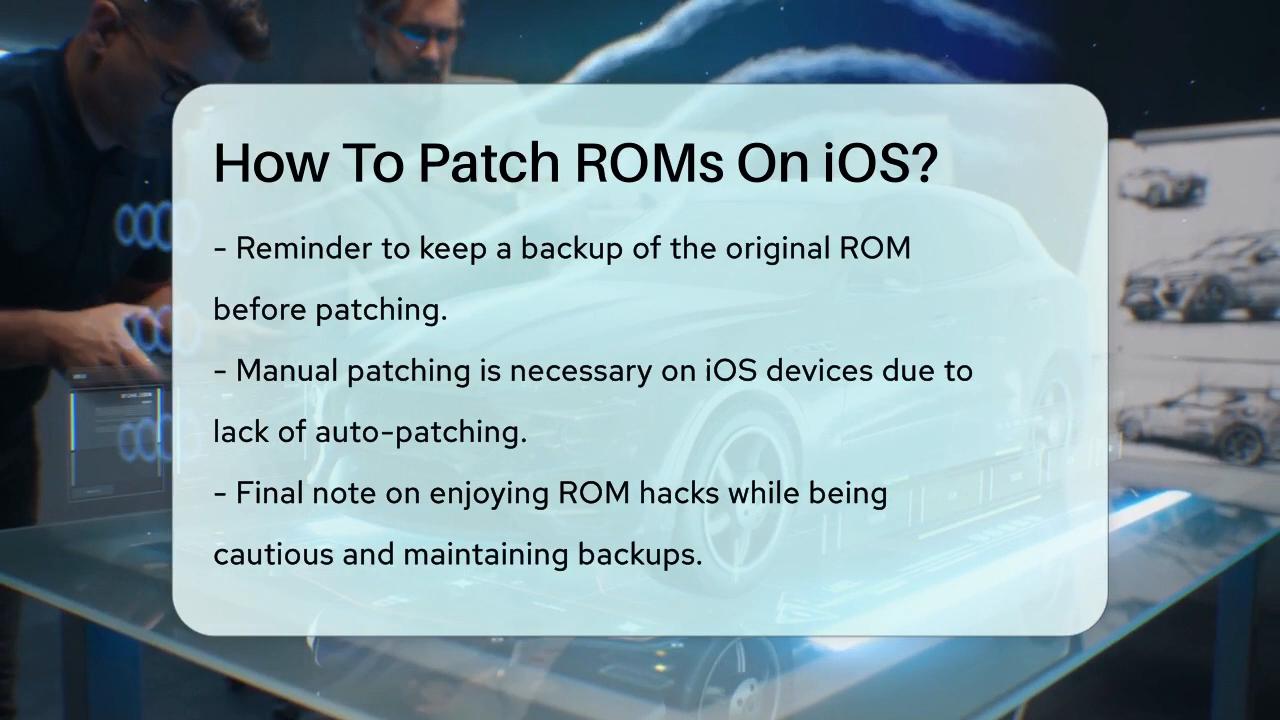 How To Patch ROMs On iOS?
- Reminder to keep a backup of the original ROM
before patching.
- Manual patching is necessary on iOS devices due to
lack of auto-patching.
- Final note on enjoying ROM hacks while being
cautious and maintaining backups.